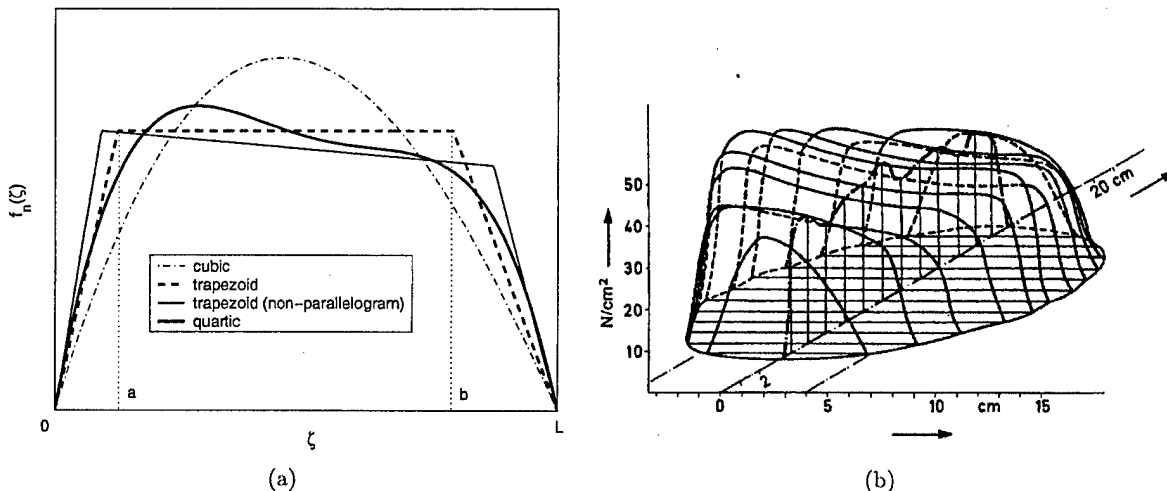 f_n(ζ)
cubic
trapezoid
trapezoid (non−parallelogram)
quartic
a
b
0
L
ζ
(a)
N/cm²
50
40
30
20
10
20 cm
2
0
5
10
cm
15
(b)